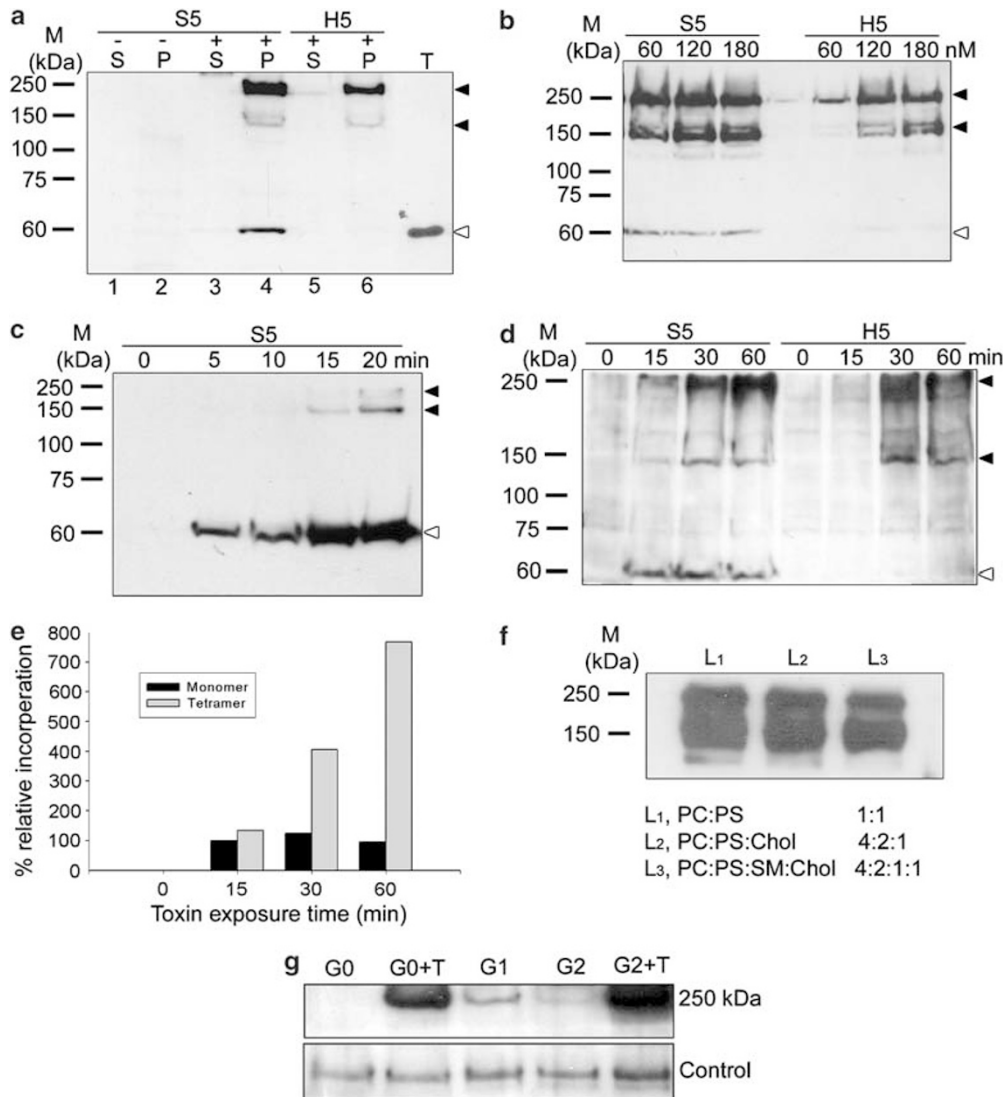 a
S5
H5
M
(kDa)
- - + + + +
S P S P S P T
250
150
100
75
60
1 2 3 4 5 6
b
S5
H5
M
(kDa)
60 120 180 60 120 180 nM
250
150
100
75
60
c
S5
M
(kDa)
0 5 10 15 20 min
250
150
100
75
60
d
S5
H5
M
(kDa)
0 15 30 60 0 15 30 60 min
250
150
100
75
60
e
% relative incorperation
800
700
600
500
400
300
200
100
0
Monomer
Tetramer
0 15 30 60
Toxin exposure time (min)
f
M
(kDa)
L1 L2 L3
250
150
L1, PC:PS 1:1
L2, PC:PS:Chol 4:2:1
L3, PC:PS:SM:Chol 4:2:1:1
g
G0 G0+T G1 G2 G2+T
250 kDa
Control